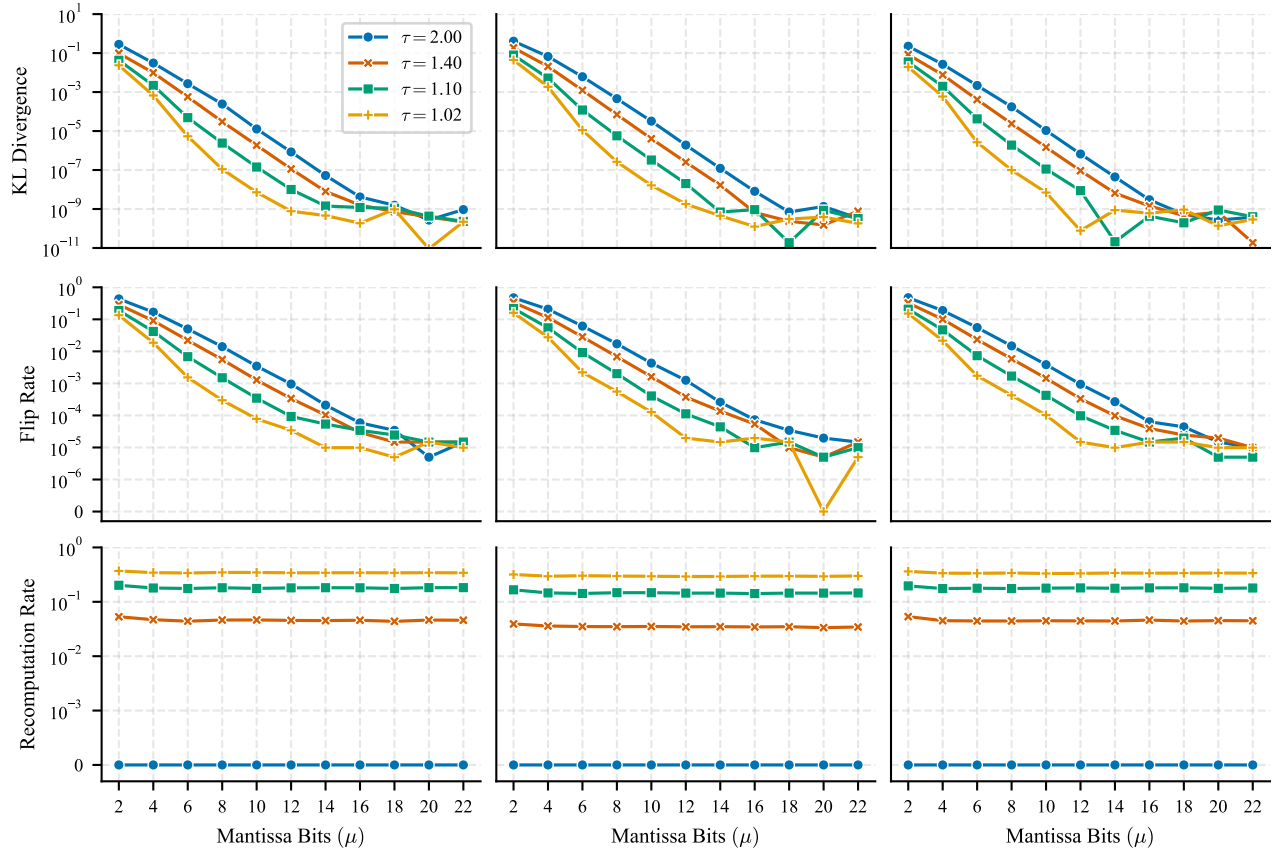 KL Divergence
10^1
10^-1
10^-3
10^-5
10^-7
10^-9
10^-11
τ = 2.00
τ = 1.40
τ = 1.10
τ = 1.02
Flip Rate
10^0
10^-1
10^-2
10^-3
10^-4
10^-5
10^-6
0
Recomputation Rate
10^0
10^-1
10^-2
10^-3
0
2 4 6 8 10 12 14 16 18 20 22
2 4 6 8 10 12 14 16 18 20 22
2 4 6 8 10 12 14 16 18 20 22
Mantissa Bits (μ)
Mantissa Bits (μ)
Mantissa Bits (μ)